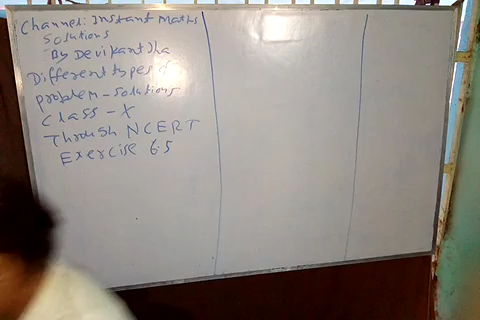 Channel: Instant Maths
Solutions
By Devikant Jha
Different types of
problem - solutions
Class - X
Through NCERT
Exercise 6.5